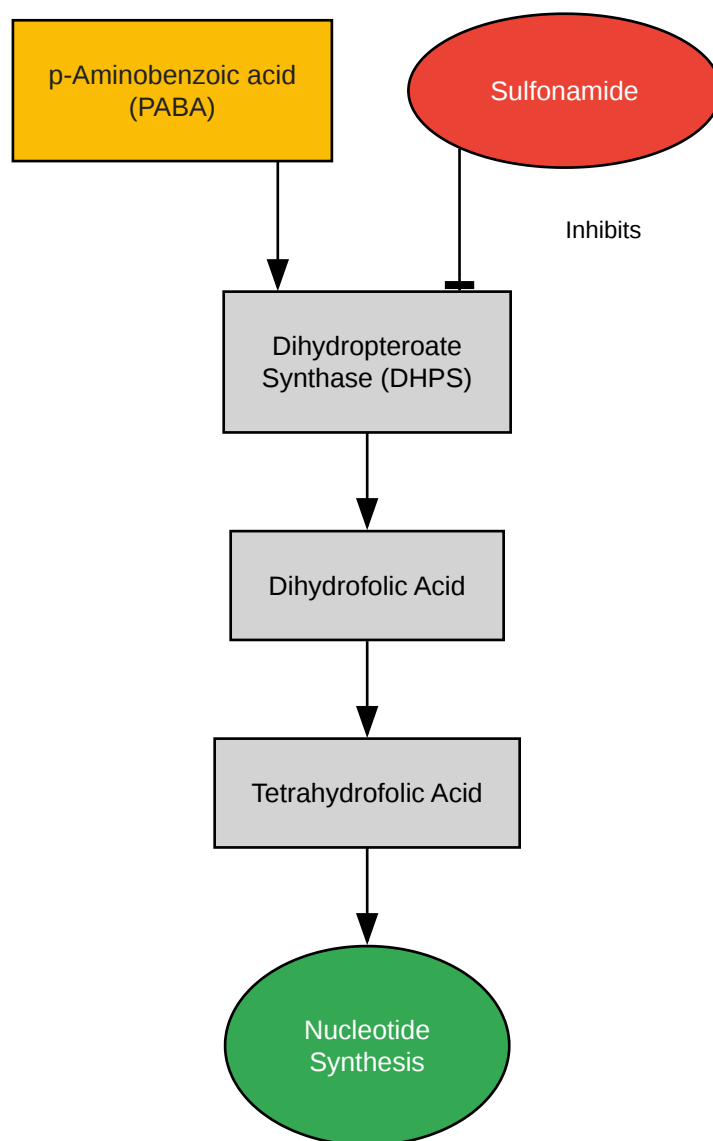 p-Aminobenzoic acid
(PABA)
Sulfonamide
Inhibits
Dihydropteroate
Synthase (DHPS)
Dihydrofolic Acid
Tetrahydrofolic Acid
Nucleotide
Synthesis